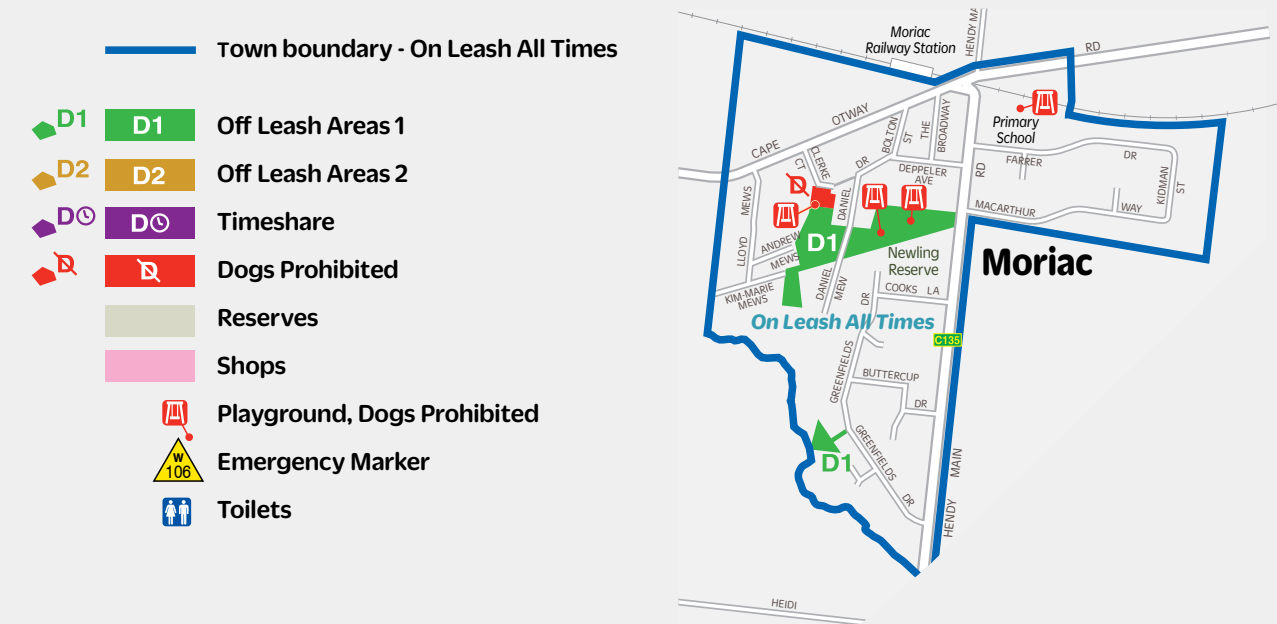 Town boundary - On Leash All Times
D1
D1
Off Leash Areas 1
D2
D2
Off Leash Areas 2
D
D
Timeshare
D
D
Dogs Prohibited
Reserves
Shops
Playground, Dogs Prohibited
W
106
Emergency Marker
Toilets
Moriac
Railway Station
HENDY MA
RD
CAPE
OTWAY
Primary
School
BOLTON
ST
THE
BROADWAY
CLERKE
CT
DR
DEPPELER
AVE
RD
FARRER
DR
KIDMAN
ST
D
MEWS
LLOYD
DANIEL
MACARTHUR
WAY
ANDREW
MEWS
D1
Newling
Reserve
Moriac
KIM-MARIE
MEWS
DANIEL
MEW
DR
COOKS LA
On Leash All Times
C135
GREENFIELDS
BUTTERCUP
DR
GREENFIELDS
DR
D1
HENDY
MAIN
HEIDI